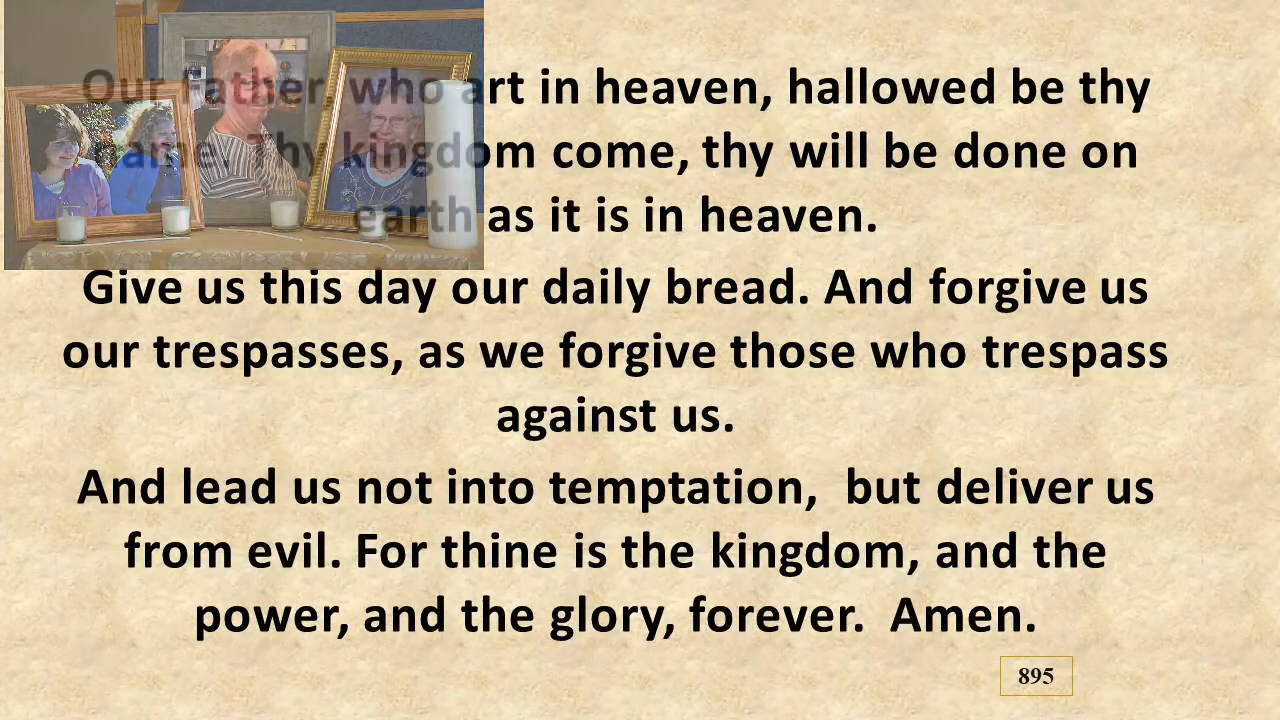 Our Father, who art in heaven, hallowed be thy
name. Thy kingdom come, thy will be done on
earth as it is in heaven.
Give us this day our daily bread. And forgive us
our trespasses, as we forgive those who trespass
against us.
And lead us not into temptation,  but deliver us
from evil. For thine is the kingdom, and the
power, and the glory, forever.  Amen.
895